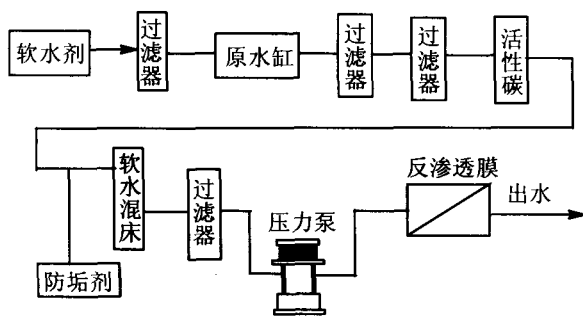 软水剂
过滤器
原水缸
过滤器
过滤器
活性碳
软水混床
过滤器
压力泵
反渗透膜
出水
防垢剂